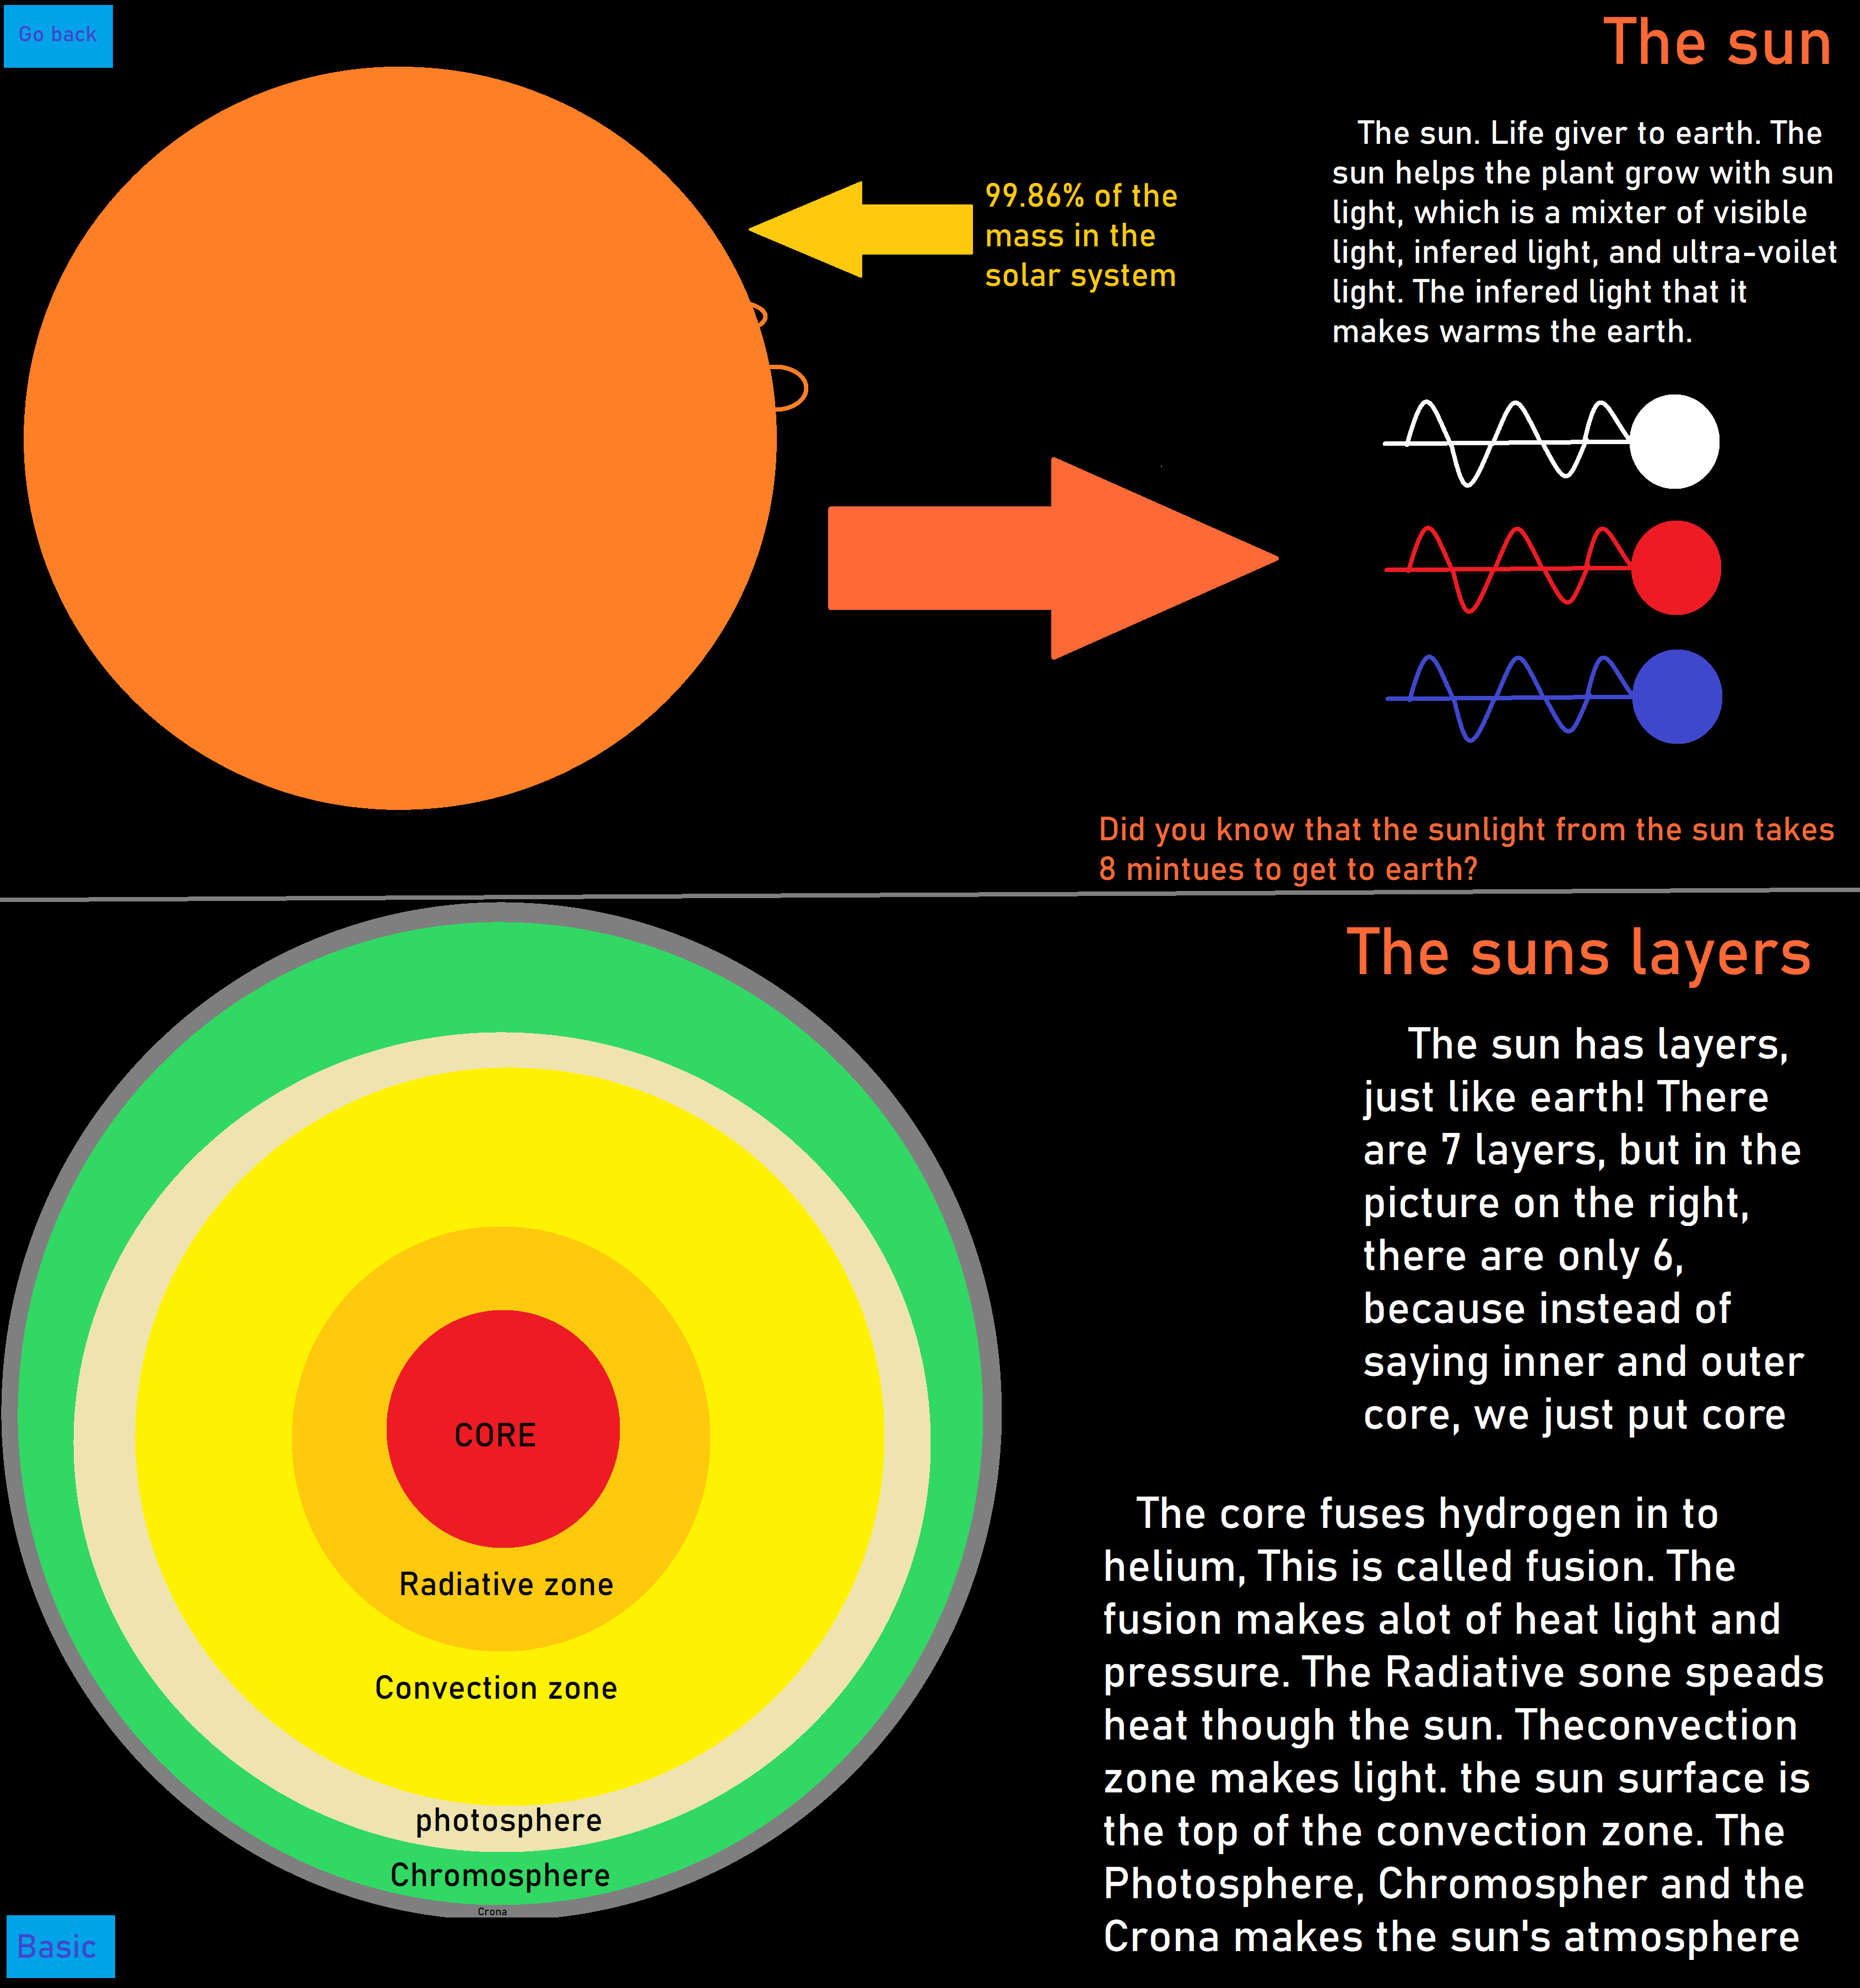 Go back
The sun
The sun. Life giver to earth. The
sun helps the plant grow with sun
light, which is a mixter of visible
light, infered light, and ultra-voilet
light. The infered light that it
makes warms the earth.
99.86% of the
mass in the
solar system
Did you know that the sunlight from the sun takes
8 mintues to get to earth?
The suns layers
The sun has layers,
just like earth! There
are 7 layers, but in the
picture on the right,
there are only 6,
because instead of
saying inner and outer
core, we just put core
CORE
Radiative zone
Convection zone
photosphere
Chromosphere
Crona
The core fuses hydrogen in to
helium, This is called fusion. The
fusion makes alot of heat light and
pressure. The Radiative sone speads
heat though the sun. Theconvection
zone makes light. the sun surface is
the top of the convection zone. The
Photosphere, Chromospher and the
Crona makes the sun's atmosphere
Basic